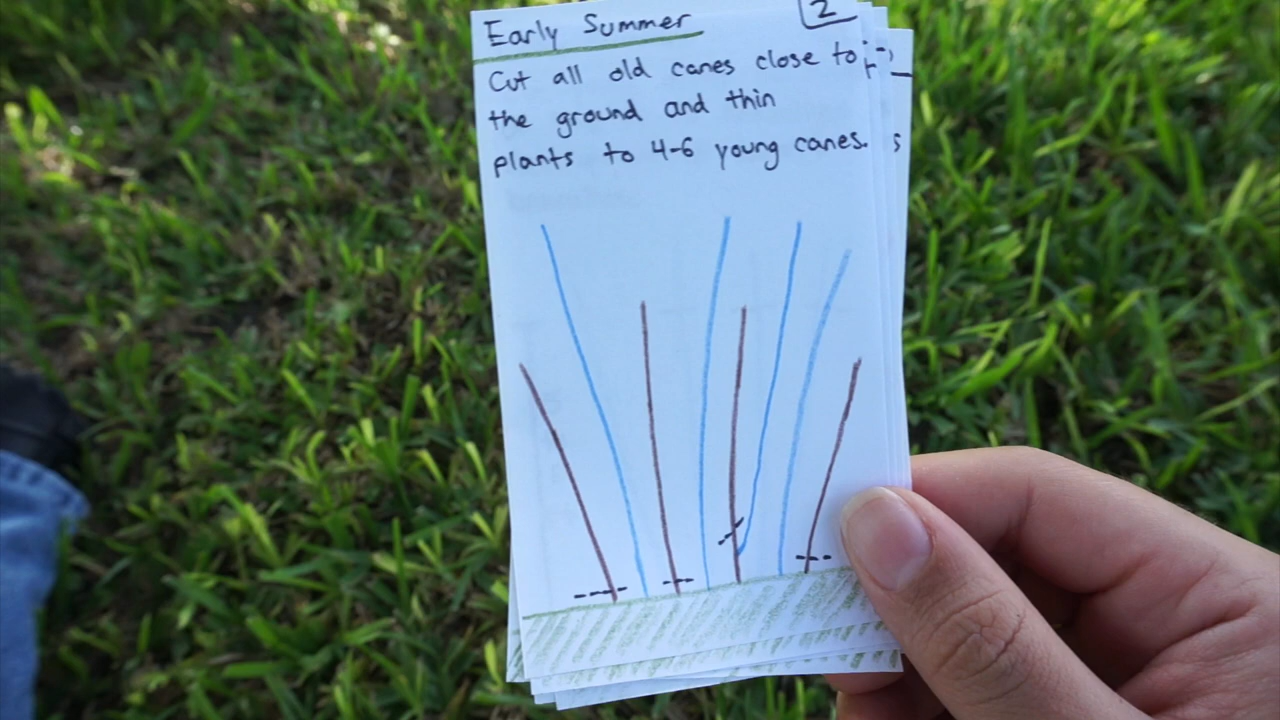 Early Summer
2
Cut all old canes close to
the ground and thin
plants to 4-6 young canes.
s